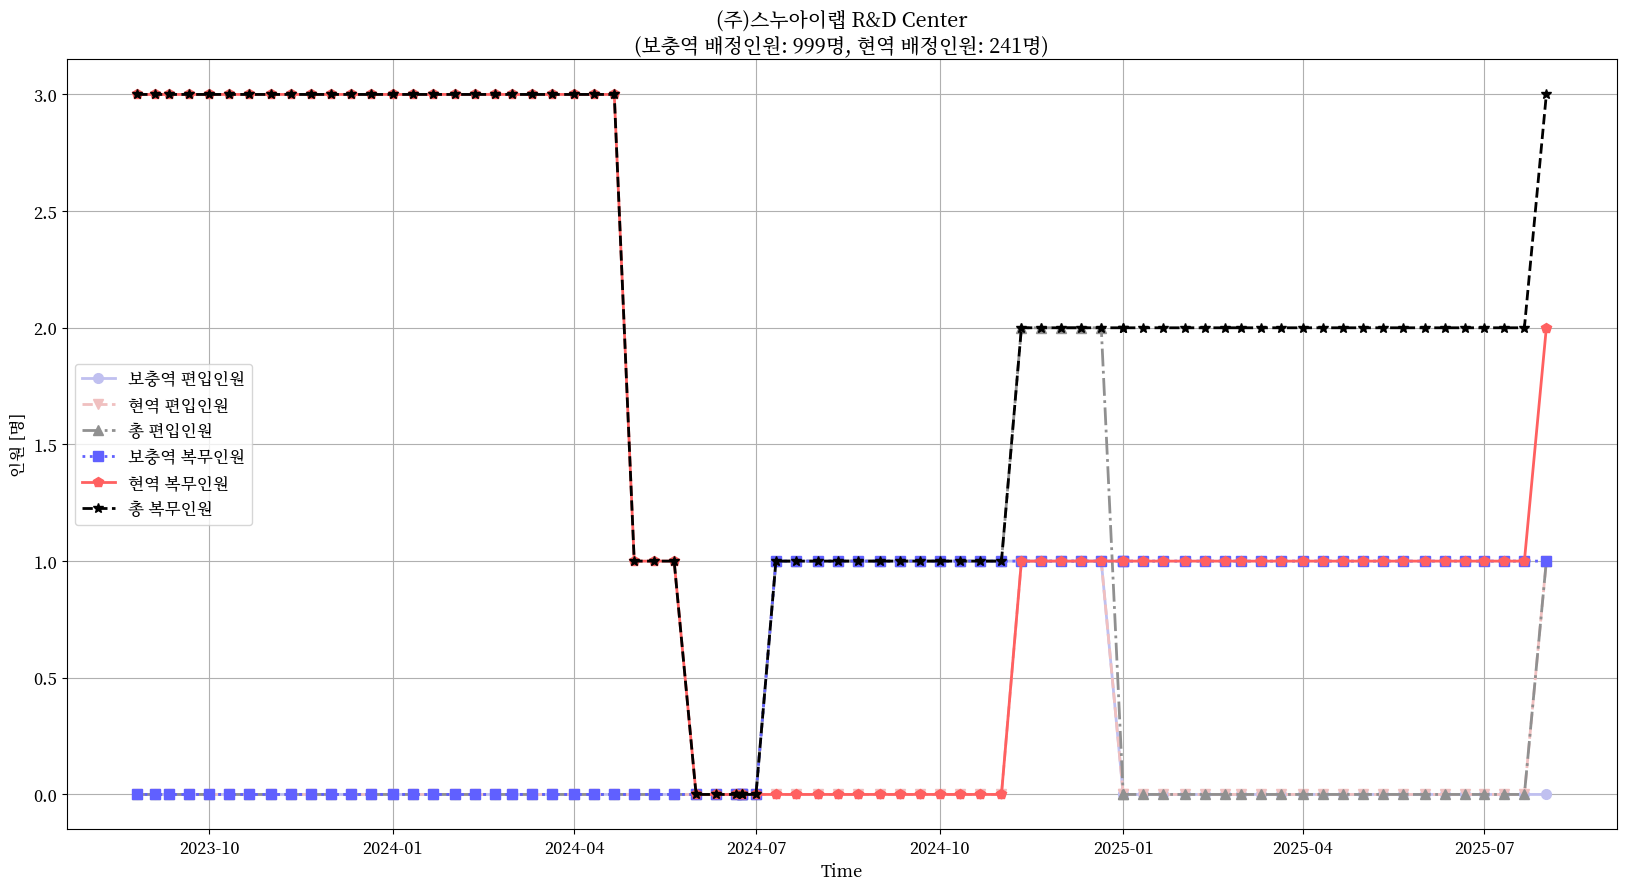 (주)스누아이랩 R&D Center
(보충역 배정인원: 999명, 현역 배정인원: 241명)
인원 [명]
3.0
2.5
2.0
1.5
1.0
0.5
0.0
보충역 편입인원
현역 편입인원
총 편입인원
보충역 복무인원
현역 복무인원
총 복무인원
2023-10 2024-01 2024-04 2024-07 2024-10 2025-01 2025-04 2025-07
Time